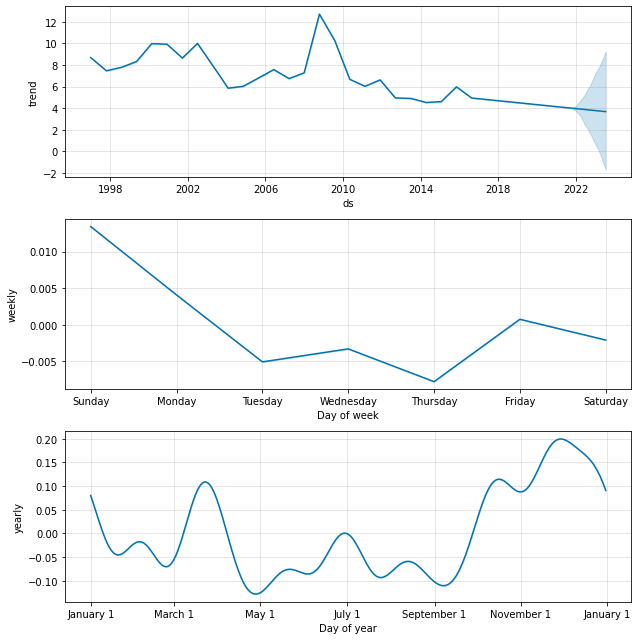 12
10
8
6
4
2
0
−2
trend
1998 2002 2006 2010 2014 2018 2022
ds
0.010
0.005
0.000
−0.005
weekly
Sunday Monday Tuesday Wednesday Thursday Friday Saturday
Day of week
0.20
0.15
0.10
0.05
0.00
−0.05
−0.10
yearly
January 1 March 1 May 1 July 1 September 1 November 1 January 1
Day of year